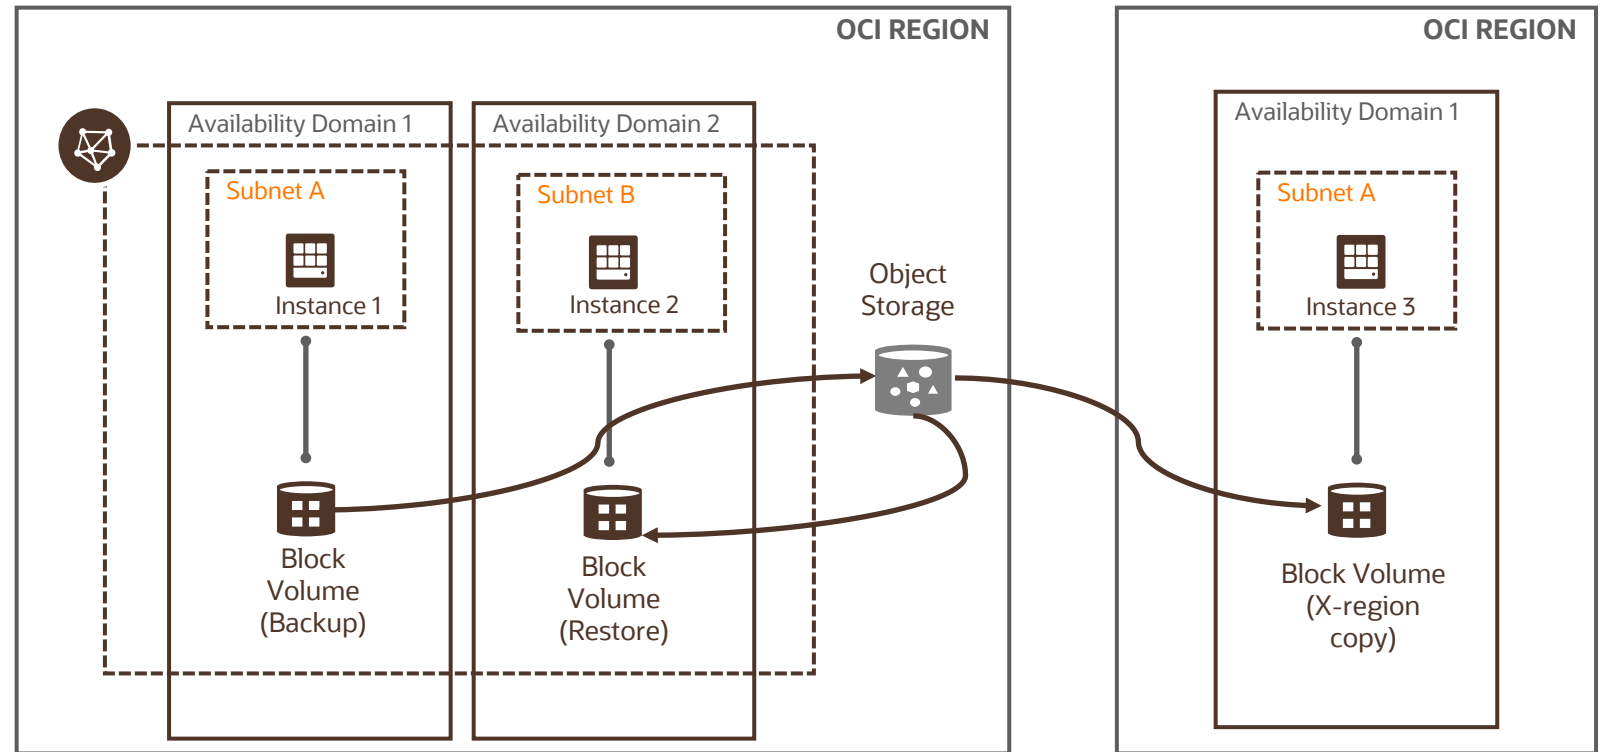 OCI REGION
Availability Domain 1
Subnet A
Instance 1
Block
Volume
(Backup)
Availability Domain 2
Subnet B
Instance 2
Block
Volume
(Restore)
Object
Storage
OCI REGION
Availability Domain 1
Subnet A
Instance 3
Block Volume
(X-region
copy)